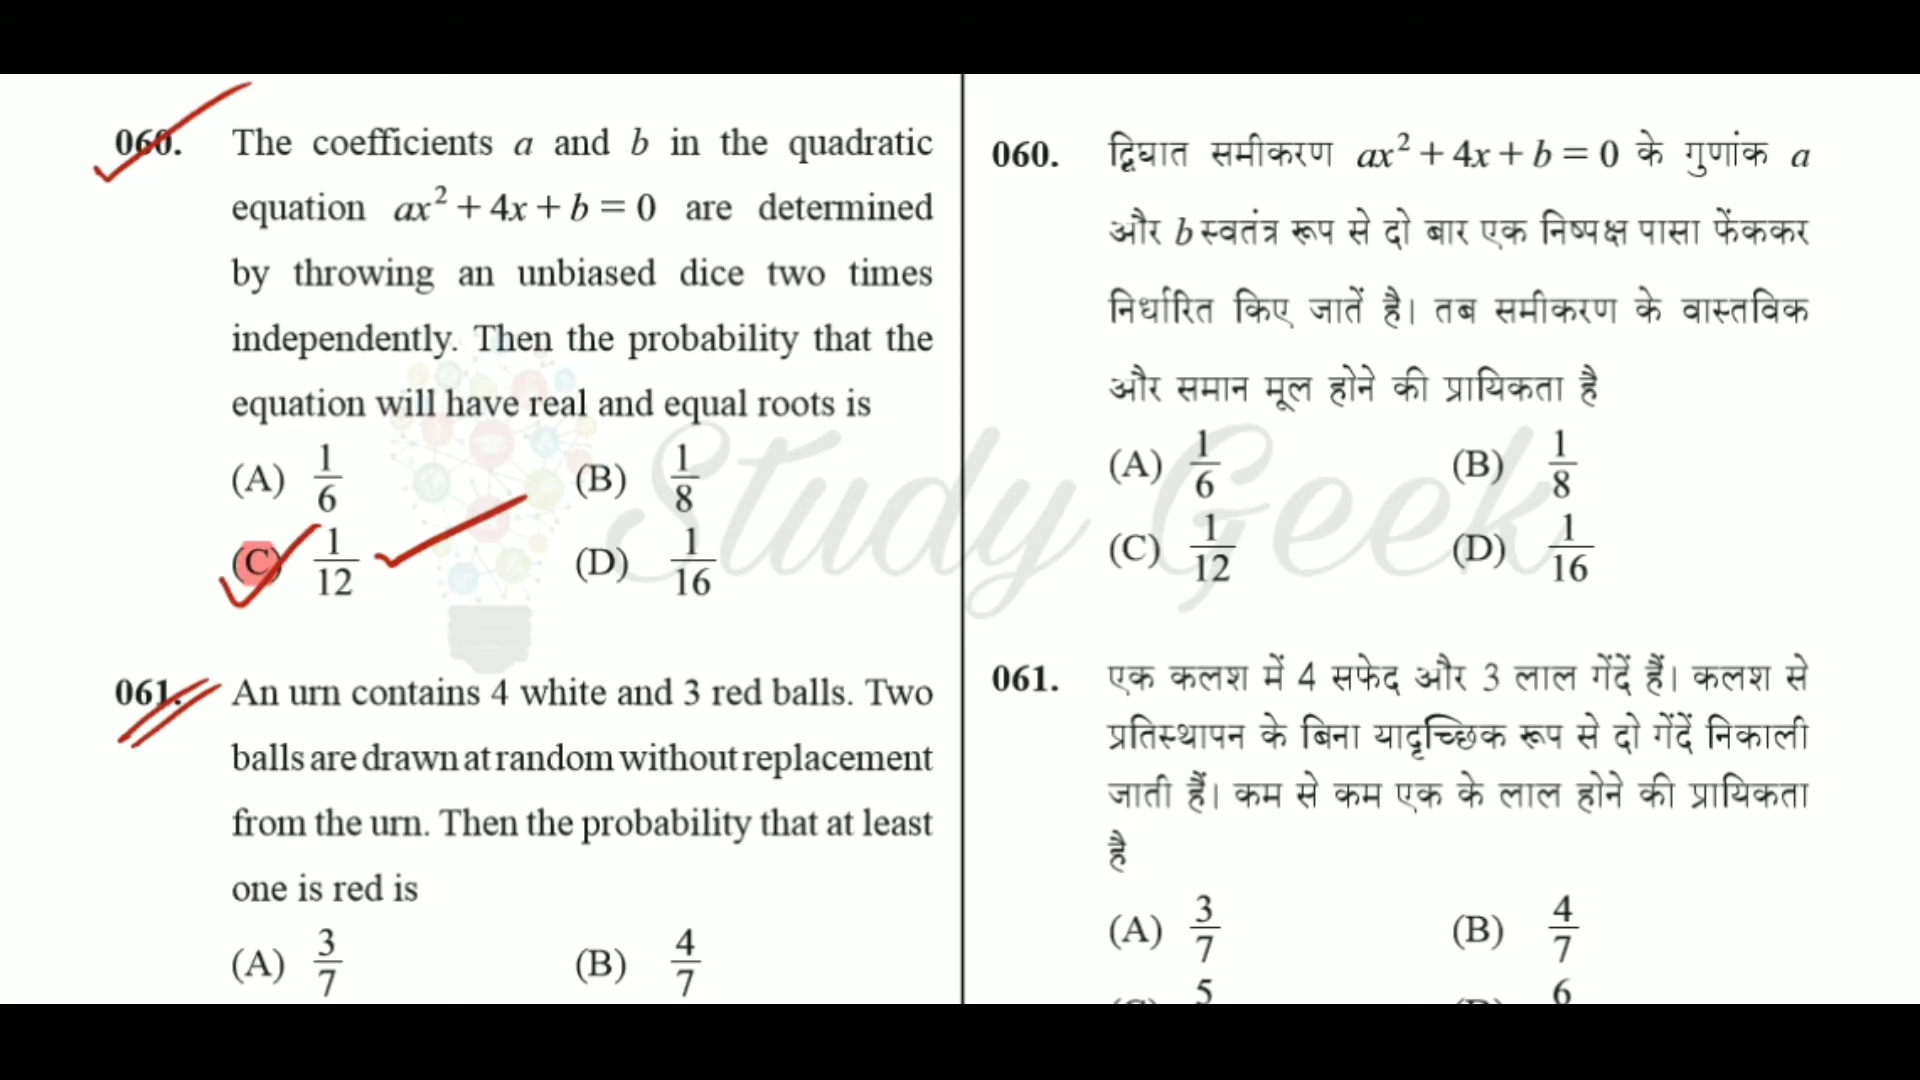 060. The coefficients a and b in the quadratic
equation ax² + 4x + b = 0 are determined
by throwing an unbiased dice two times
independently. Then the probability that the
equation will have real and equal roots is
(A) 1/6 (B) 1/8
(C) 1/12 (D) 1/16
061. An urn contains 4 white and 3 red balls. Two
balls are drawn at random without replacement
from the urn. Then the probability that at least
one is red is
(A) 3/7 (B) 4/7
060. द्विघात समीकरण ax² + 4x + b = 0 के गुणांक a
और b स्वतंत्र रूप से दो बार एक निष्पक्ष पासा फेंककर
निर्धारित किए जातें है। तब समीकरण के वास्तविक
और समान मूल होने की प्रायिकता है
(A) 1/6 (B) 1/8
(C) 1/12 (D) 1/16
061. एक कलश में 4 सफेद और 3 लाल गेंदें हैं। कलश से
प्रतिस्थापन के बिना यादृच्छिक रूप से दो गेंदें निकाली
जाती हैं। कम से कम एक के लाल होने की प्रायिकता
है
(A) 3/7 (B) 4/7
5 6
Study Geek